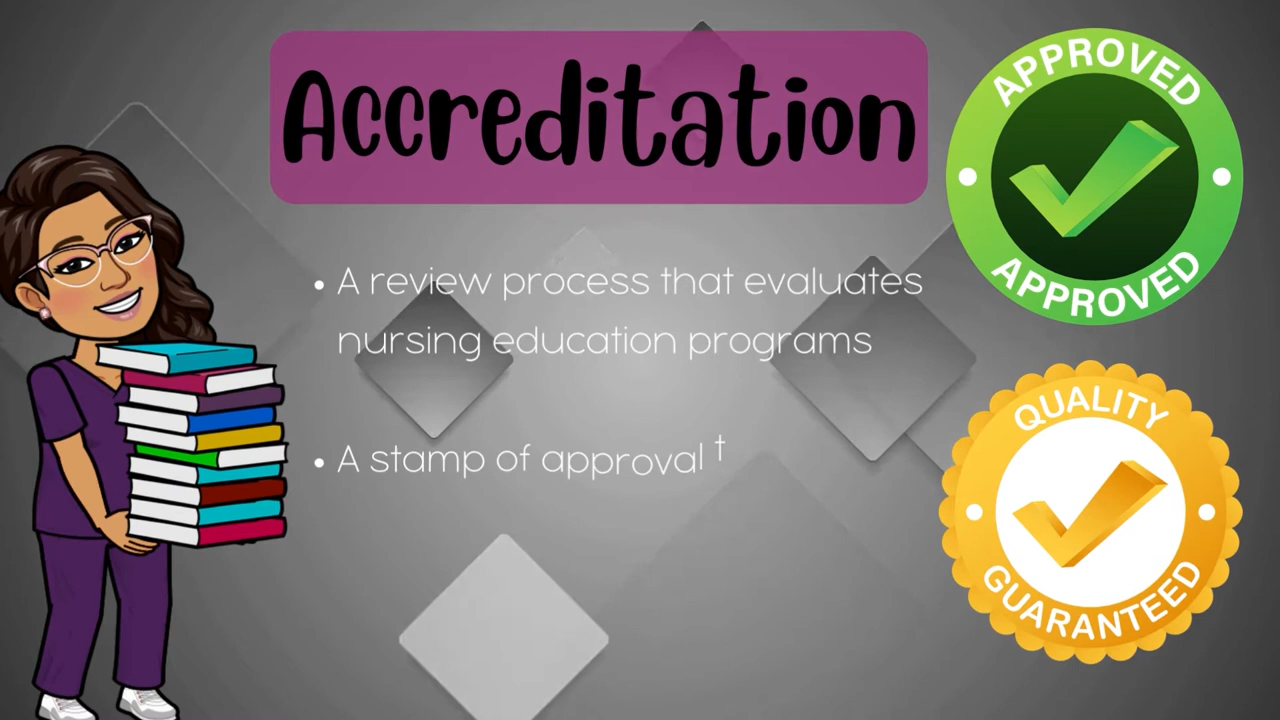 Accreditation
• A review process that evaluates
nursing education programs
• A stamp of approval t
APPROVED
APPROVED
QUALITY
GUARANTEED